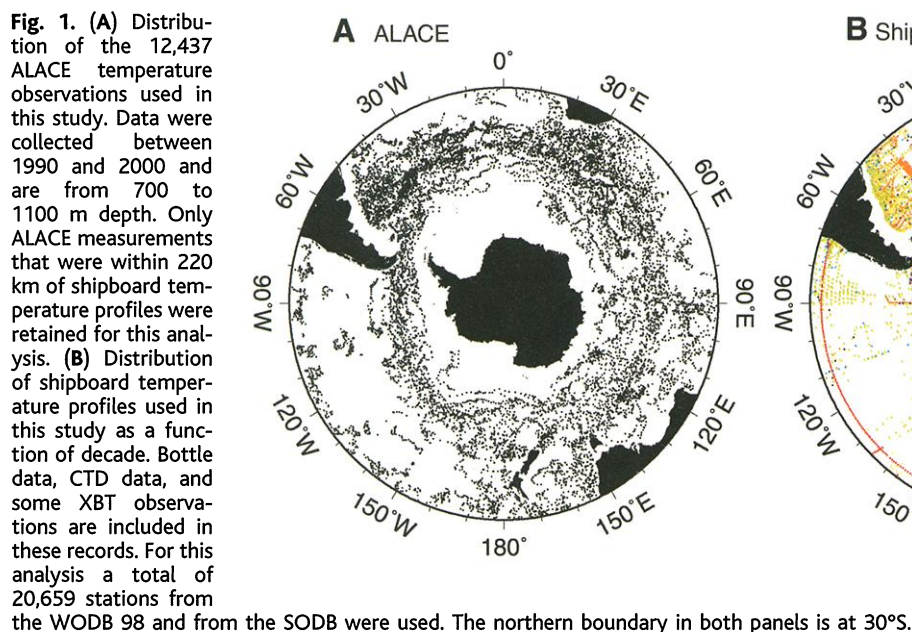 Fig. 1. (A) Distribu-
tion of the 12,437
ALACE temperature
observations used in
this study. Data were
collected between
1990 and 2000 and
are from 700 to
1100 m depth. Only
ALACE measurements
that were within 220
km of shipboard tem-
perature profiles were
retained for this anal-
ysis. (B) Distribution
of shipboard temper-
ature profiles used in
this study as a func-
tion of decade. Bottle
data, CTD data, and
some XBT observa-
tions are included in
these records. For this
analysis a total of
20,659 stations from
the WODB 98 and from the SODB were used. The northern boundary in both panels is at 30°S.
A ALACE
0°
30°E
60°E
90°E
120°E
150°E
180°
150°W
120°W
90°W
60°W
30°W
B Ship
30°
60°W
90°W
120°W
150